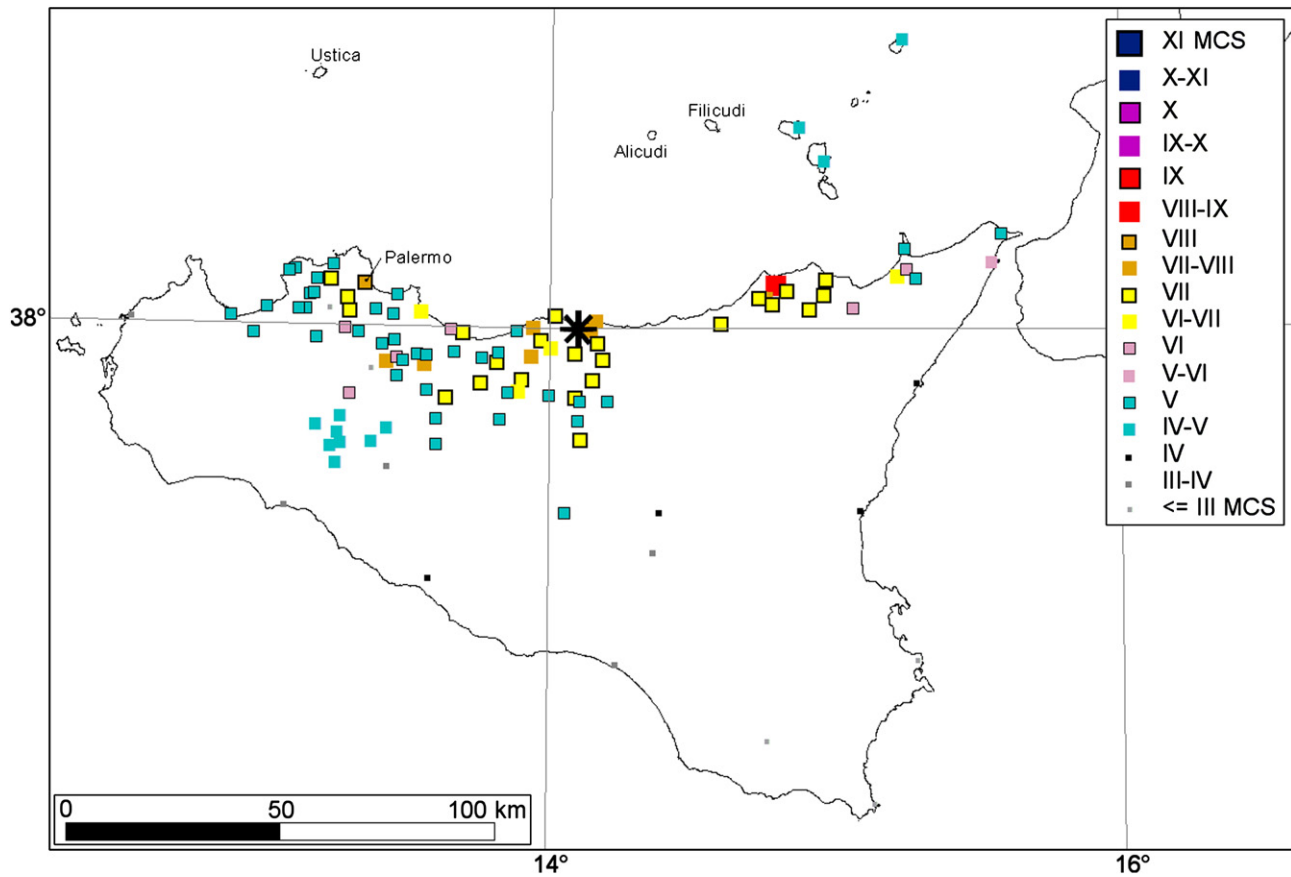 Ustica
Filicudi
Alicudi
Palermo
38°
14°
16°
0 50 100 km
XI MCS
X-XI
X
IX-X
IX
VIII-IX
VIII
VII-VIII
VII
VI-VII
VI
V-VI
V
IV-V
IV
III-IV
<= III MCS